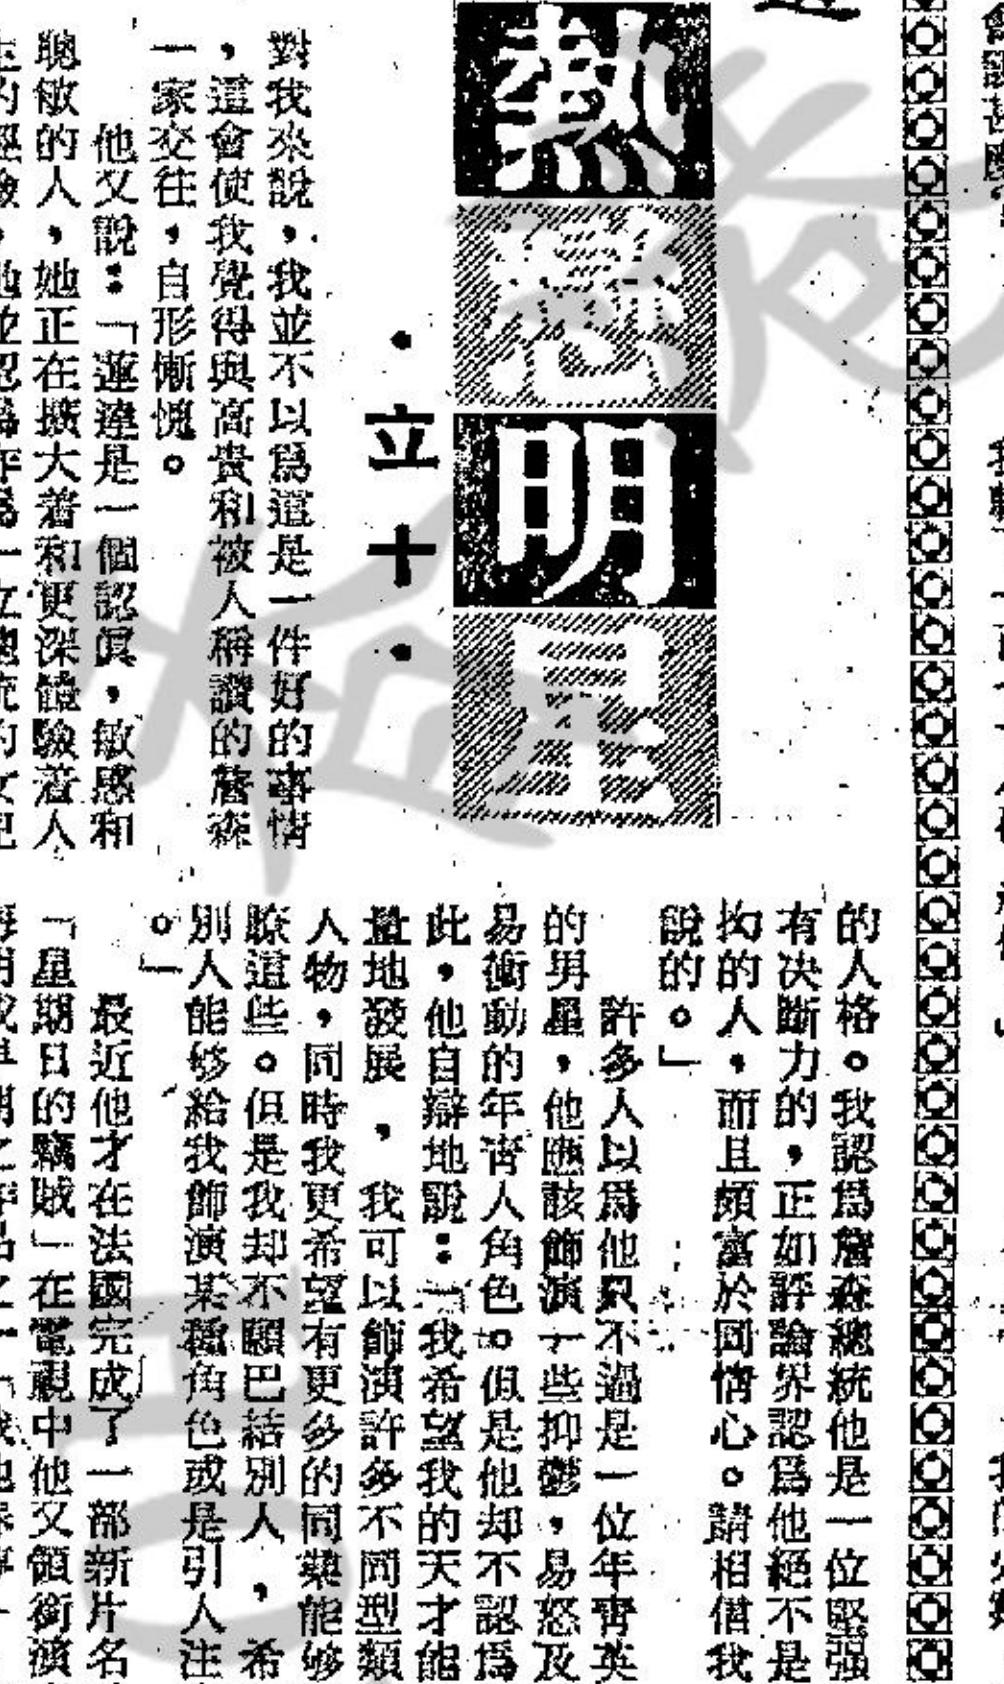 熱
明
星
•立十•
對我來說，我並不以爲這是一件好的事情
，這會使我覺得與高貴和被人稱讚的詹森
一家交往，自形慚愧。
他又說：「蓮達是一個認眞，敏感和
聰敏的人，她正在擴大着和更深體驗着人
的人格。我認爲詹森總統他是一位堅强
有决斷力的，正如評論界認爲他絕不是
的人，而且頗富於同情心。請相信我
說的。」
許多人以爲他只不過是一位年靑英
的男星，他應該飾演一些抑鬱，易怒及
易衝動的年靑人角色。但是他却不認爲
此，他自辯地說：「我希望我的天才能
量地發展，我可以飾演許多不同型類
人物，同時我更希望有更多的同業能够
瞭這些。但是我却不願巴結別人，希
別人能够給我飾演某種角色或是引人注
。」
最近他才在法國完成了一部新片名
「星期日的竊賊」在電視中他又領銜演